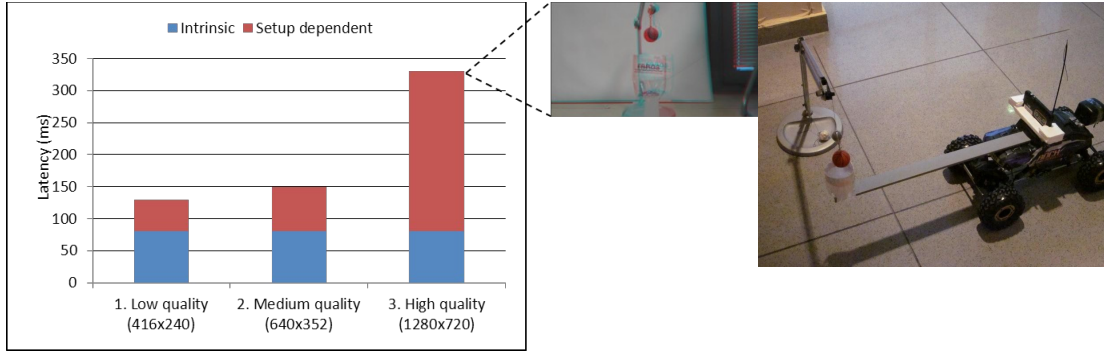 Intrinsic Setup dependent
350
300
250
200
150
100
50
0
Latency (ms)
1. Low quality
(416x240)
2. Medium quality
(640x352)
3. High quality
(1280x720)